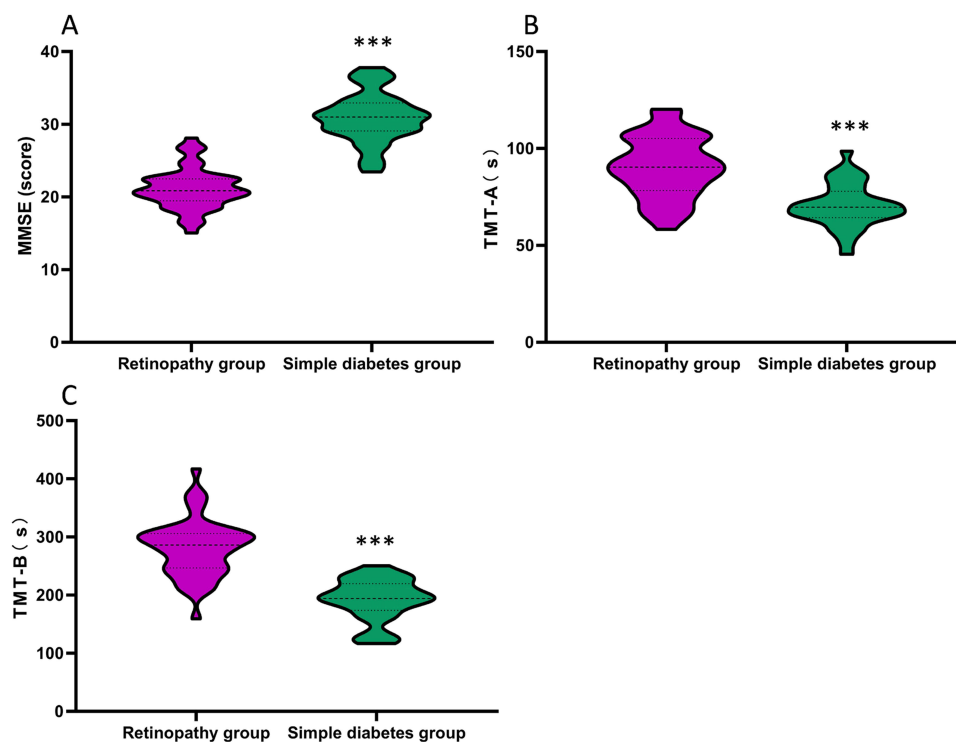 A
MMSE (score)
40
30
20
10
0
***
Retinopathy group
Simple diabetes group
B
TMT-A（s）
150
100
50
0
***
Retinopathy group
Simple diabetes group
C
TMT-B（s）
500
400
300
200
100
0
***
Retinopathy group
Simple diabetes group